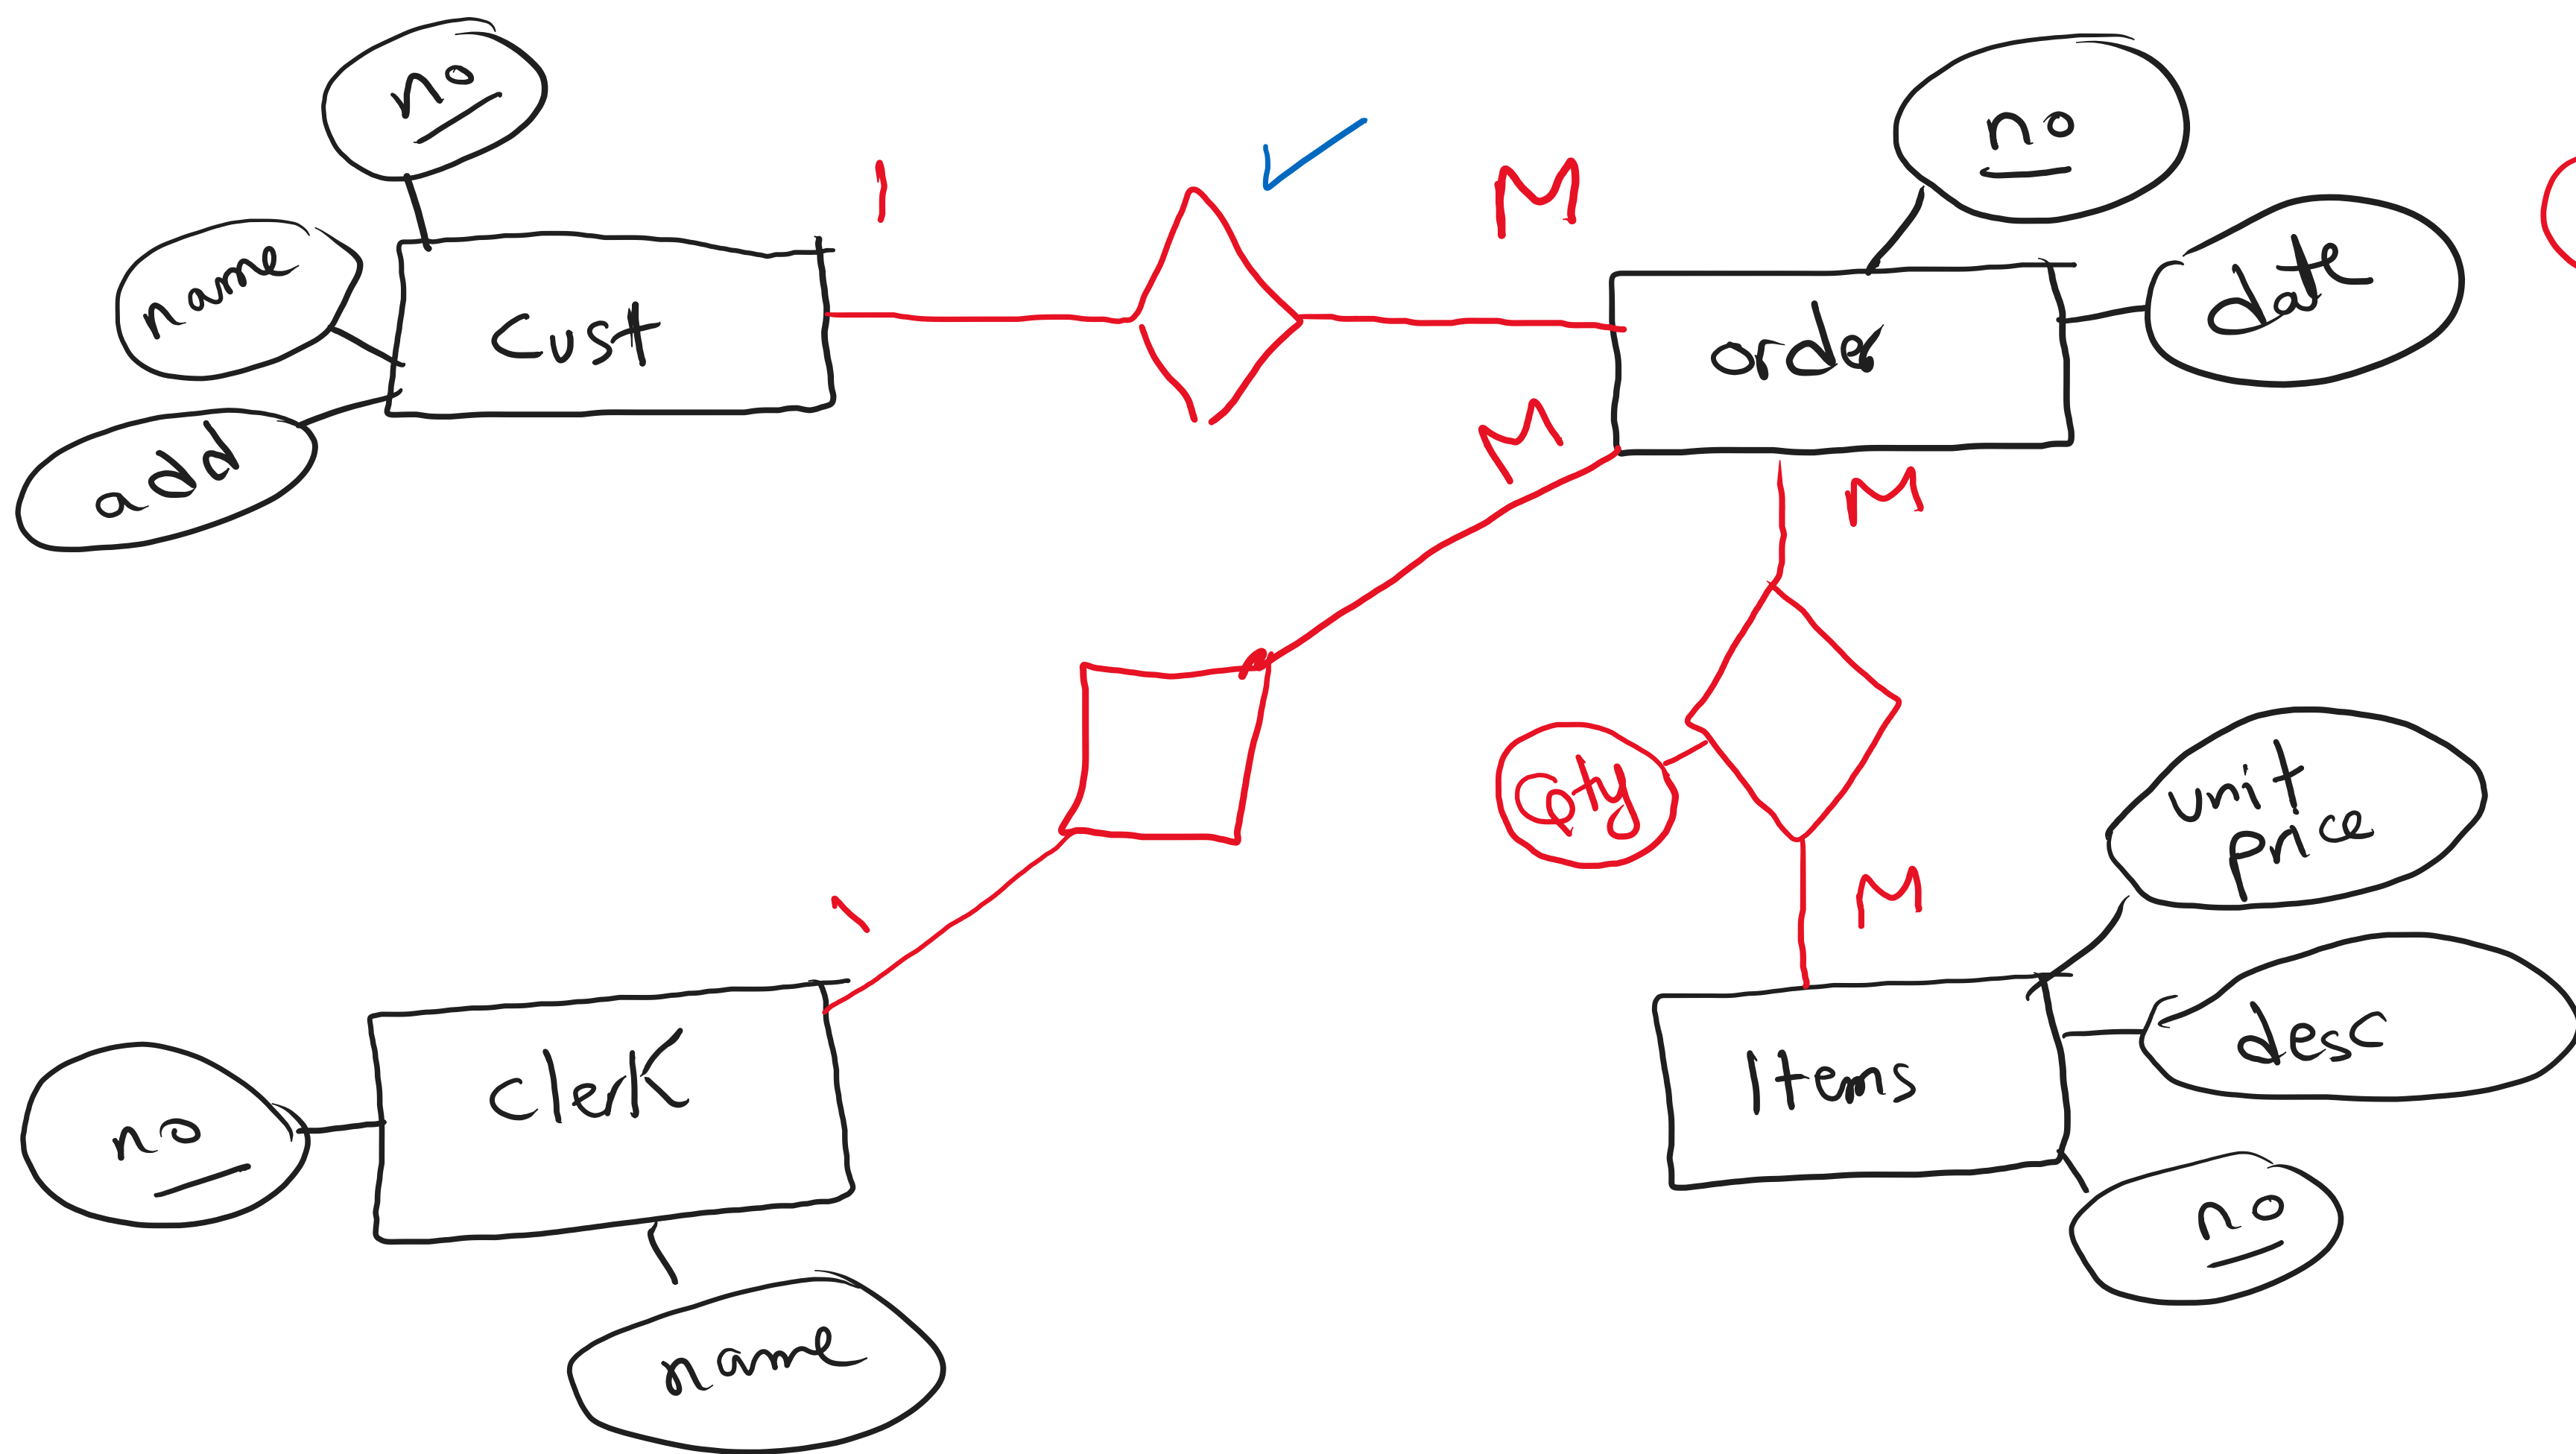 no
name
add
Cust
1
M
order
no
date
M
M
Qty
M
unit
price
desc
Items
no
1
clerk
no
name